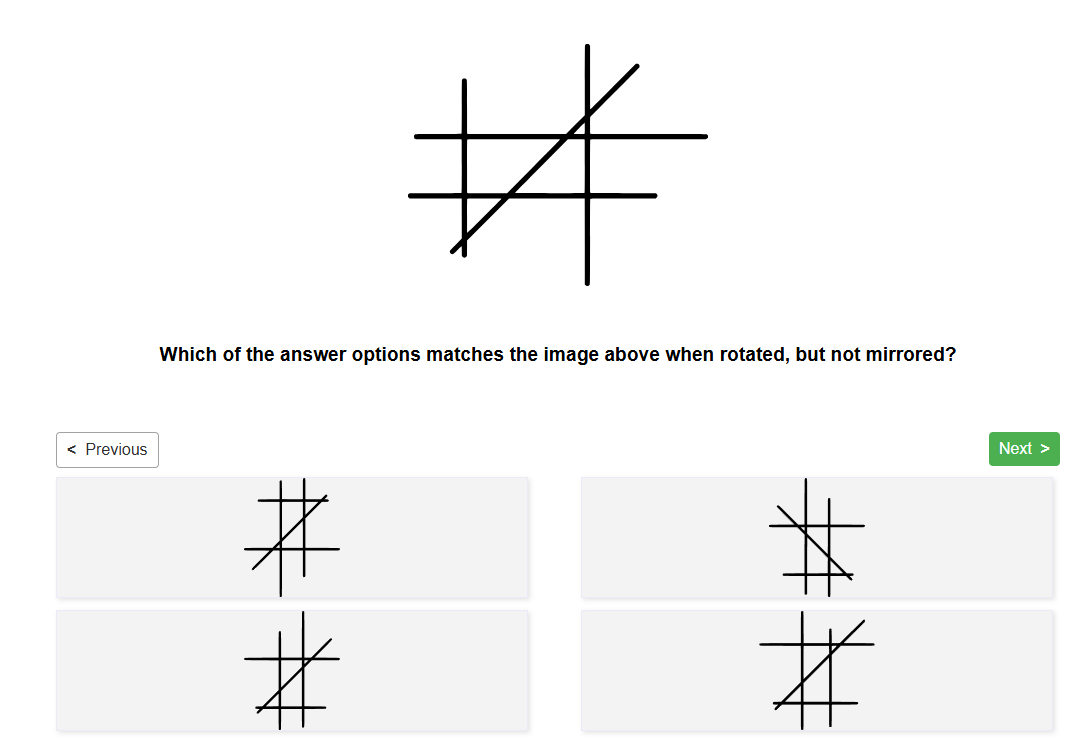 Which of the answer options matches the image above when rotated, but not mirrored?
< Previous
Next >